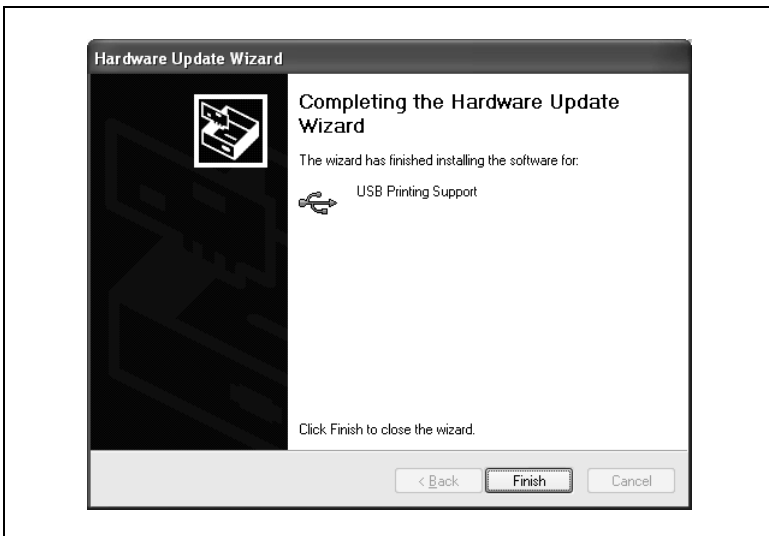 Hardware Update Wizard
Completing the Hardware Update
Wizard
The wizard has finished installing the software for:
USB Printing Support
Click Finish to close the wizard.
< Back
Finish
Cancel